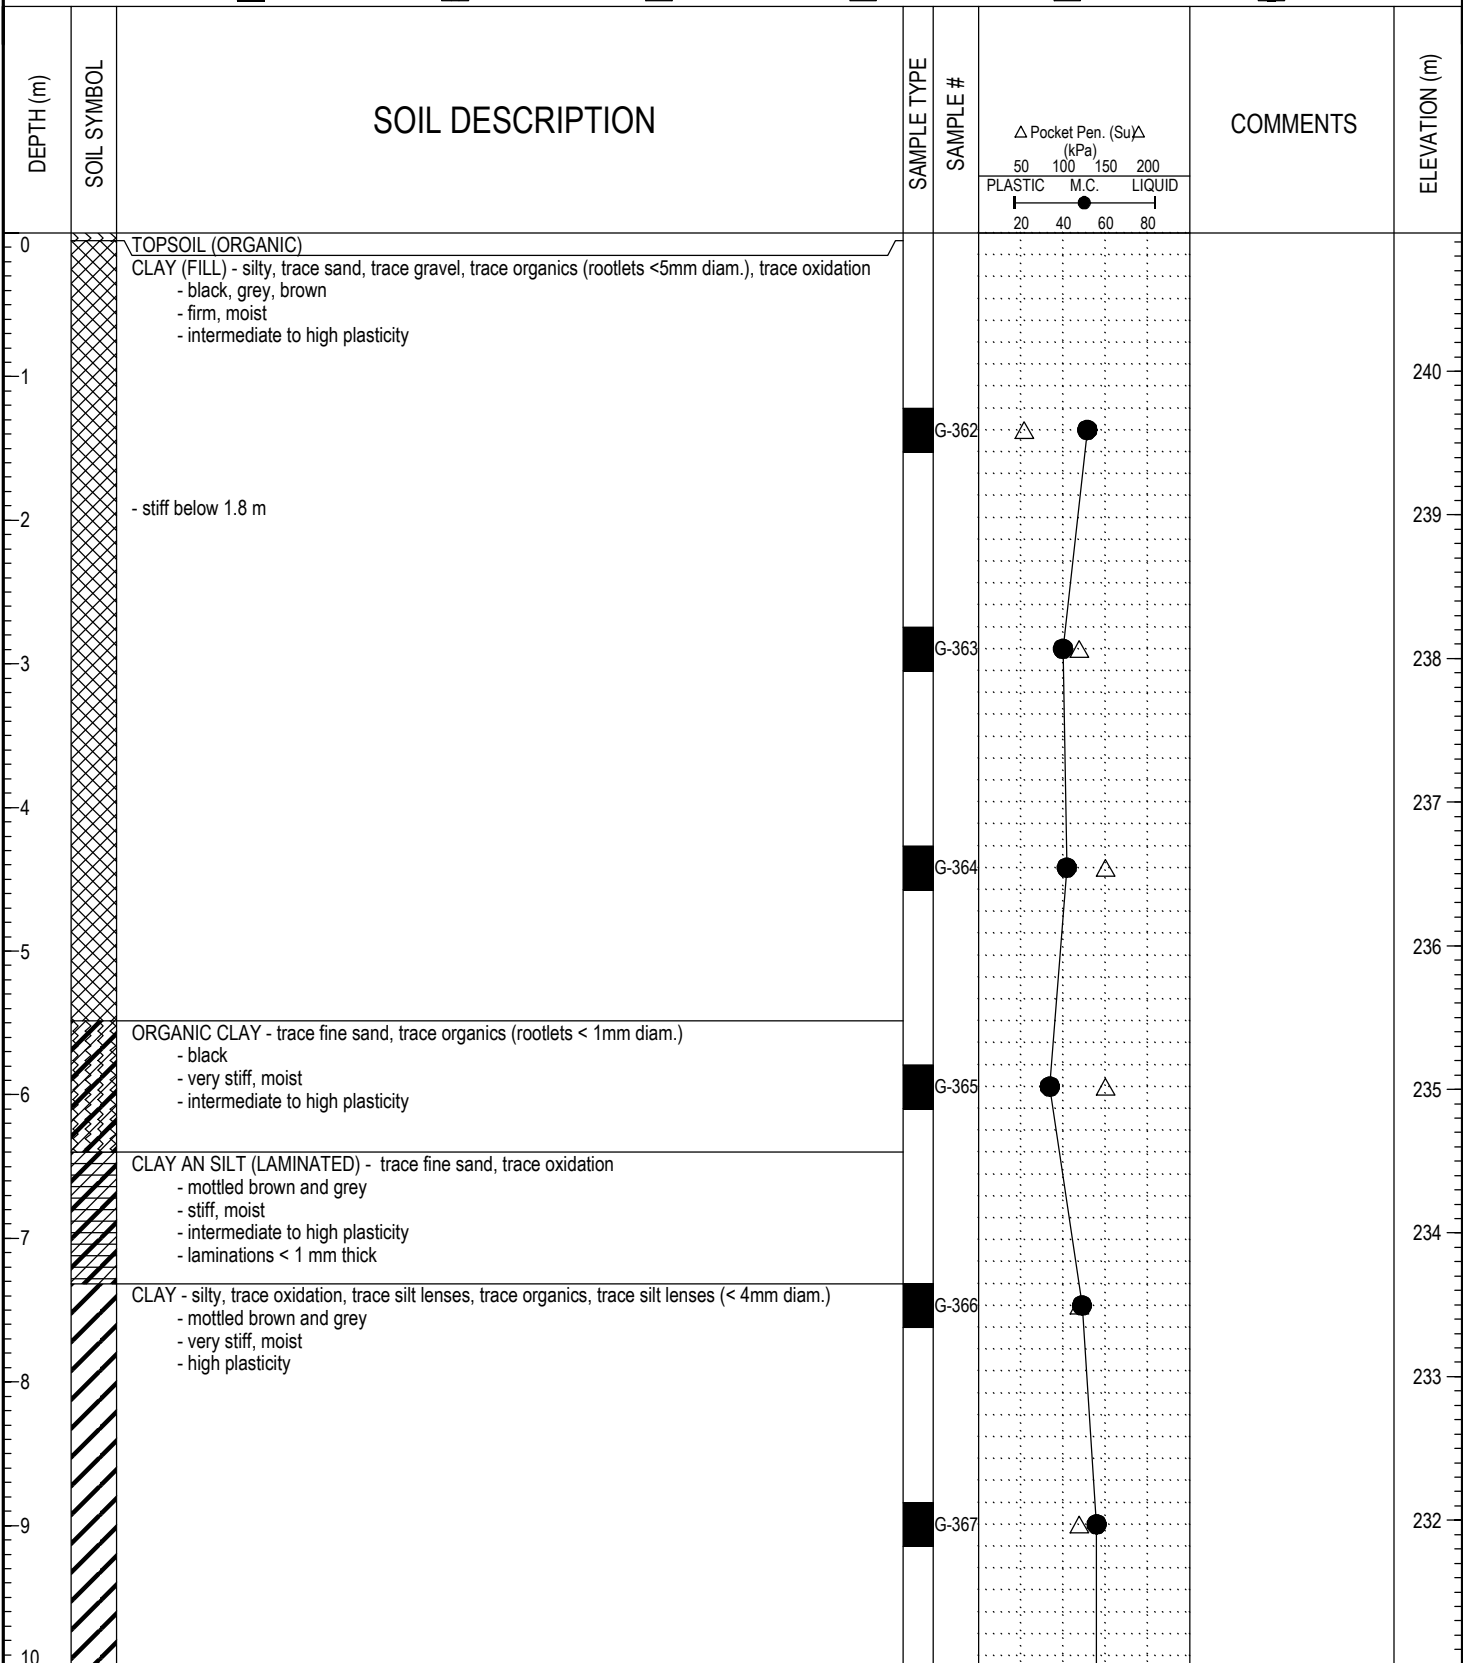 DEPTH (m)
SOIL SYMBOL
SOIL DESCRIPTION
SAMPLE TYPE
SAMPLE #
Pocket Pen. (Su)
(kPa)
50 100 150 200
PLASTIC M.C. LIQUID
20 40 60 80
COMMENTS
ELEVATION (m)
0
TOPSOIL (ORGANIC)
CLAY (FILL) - silty, trace sand, trace gravel, trace organics (rootlets <5mm diam.), trace oxidation
- black, grey, brown
- firm, moist
- intermediate to high plasticity
1
240
G-362
- stiff below 1.8 m
2
239
G-363
3
238
4
237
G-364
5
236
ORGANIC CLAY - trace fine sand, trace organics (rootlets < 1mm diam.)
- black
- very stiff, moist
- intermediate to high plasticity
G-365
6
235
CLAY AN SILT (LAMINATED) - trace fine sand, trace oxidation
- mottled brown and grey
- stiff, moist
- intermediate to high plasticity
- laminations < 1 mm thick
7
234
CLAY - silty, trace oxidation, trace silt lenses, trace organics, trace silt lenses (< 4mm diam.)
- mottled brown and grey
- very stiff, moist
- high plasticity
G-366
8
233
G-367
9
232
10